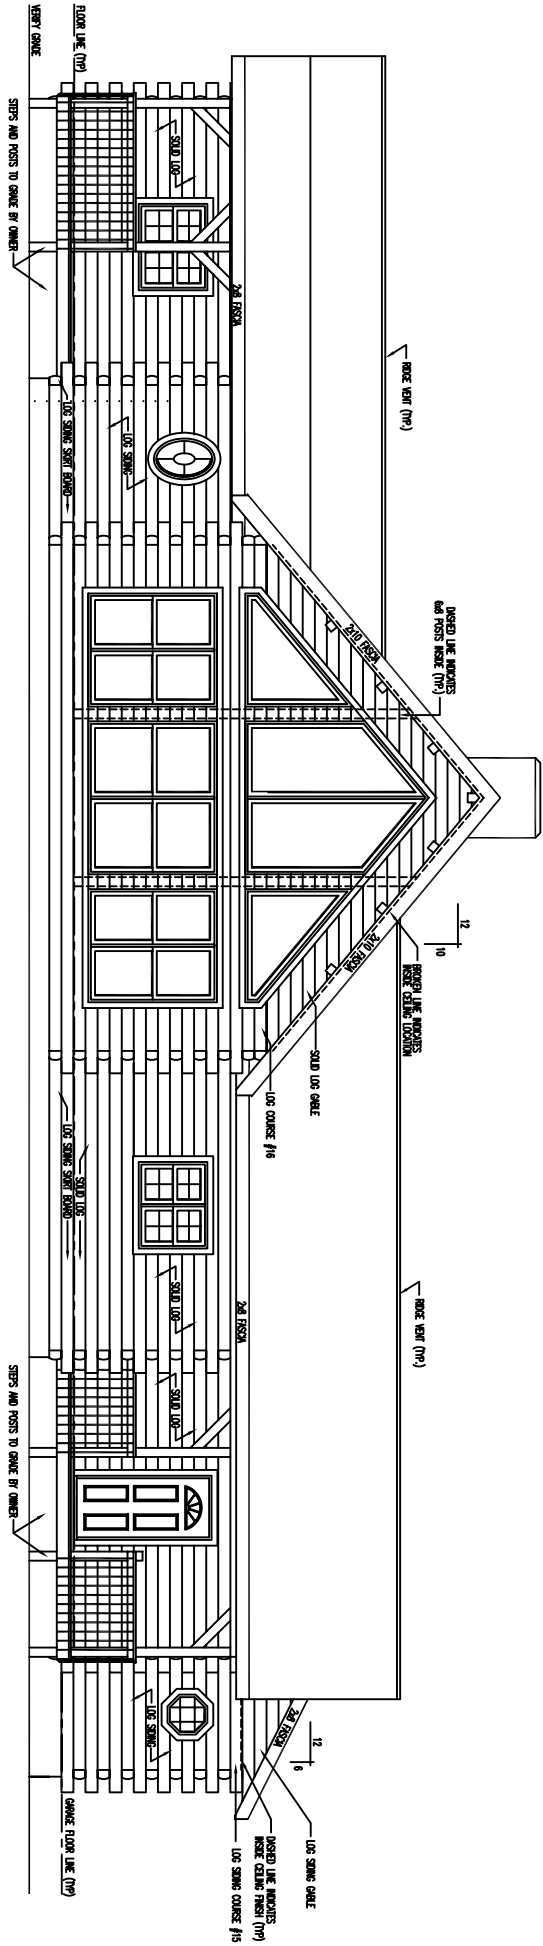 VERIFY GRADE
FLOOR LINE (TYP)
STEPS AND POSTS TO GRADE BY OWNER
SOLID LOG
2x8 FASCIA
RIDGE VENT (TYP.)
LOG SIDING SKIRT BOARD
LOG SIDING
DASHED LINE INDICATES
6x8 POSTS INSIDE (TYP.)
2x10 FASCIA
2x10 FASCIA
12
10
BROKEN LINE INDICATES
INSIDE CEILING LOCATION
SOLID LOG GABLE
LOG COURSE #16
LOG SIDING SKIRT BOARD
SOLID LOG
SOLID LOG
2x8 FASCIA
RIDGE VENT (TYP.)
SOLID LOG
STEPS AND POSTS TO GRADE BY OWNER
LOG SIDING
2x8 FASCIA
12
6
LOG SIDING GABLE
DASHED LINE INDICATES
INSIDE CEILING FINISH (TYP)
LOG SIDING COURSE #15
GARAGE FLOOR LINE (TYP)